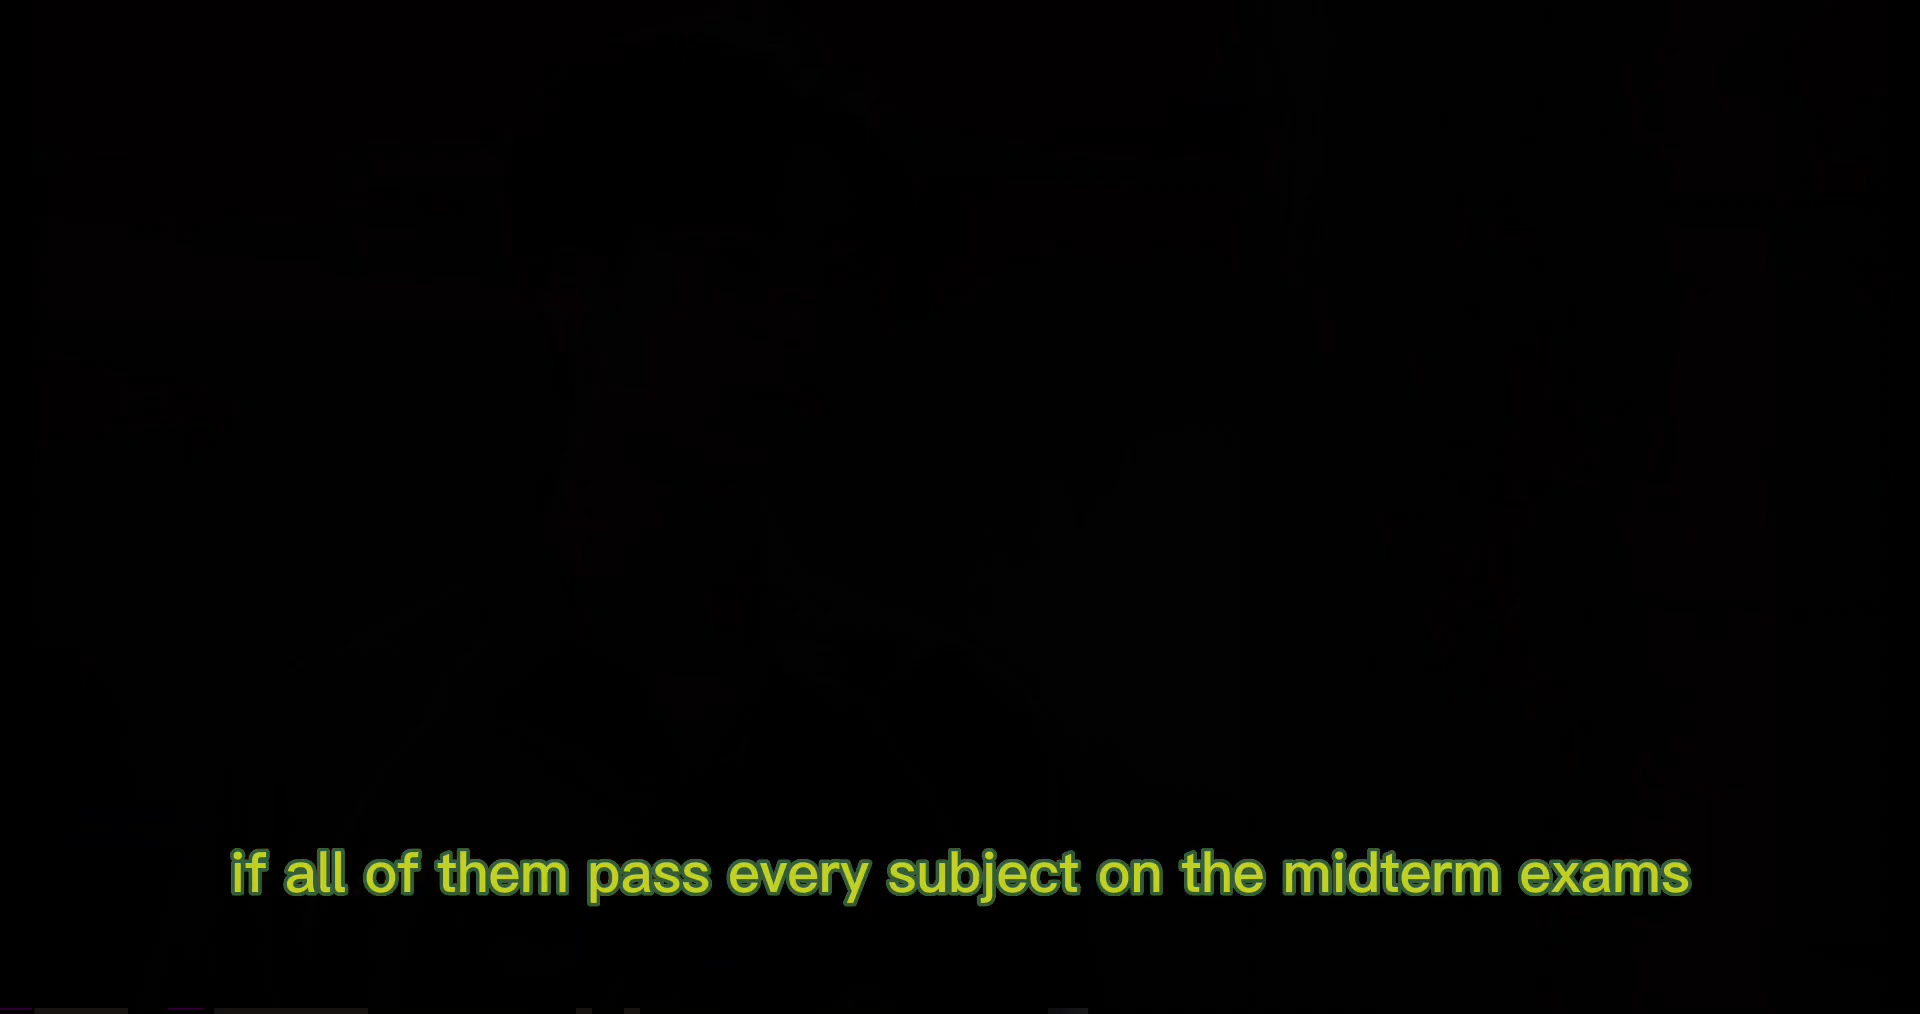 if all of them pass every subject on the midterm exams